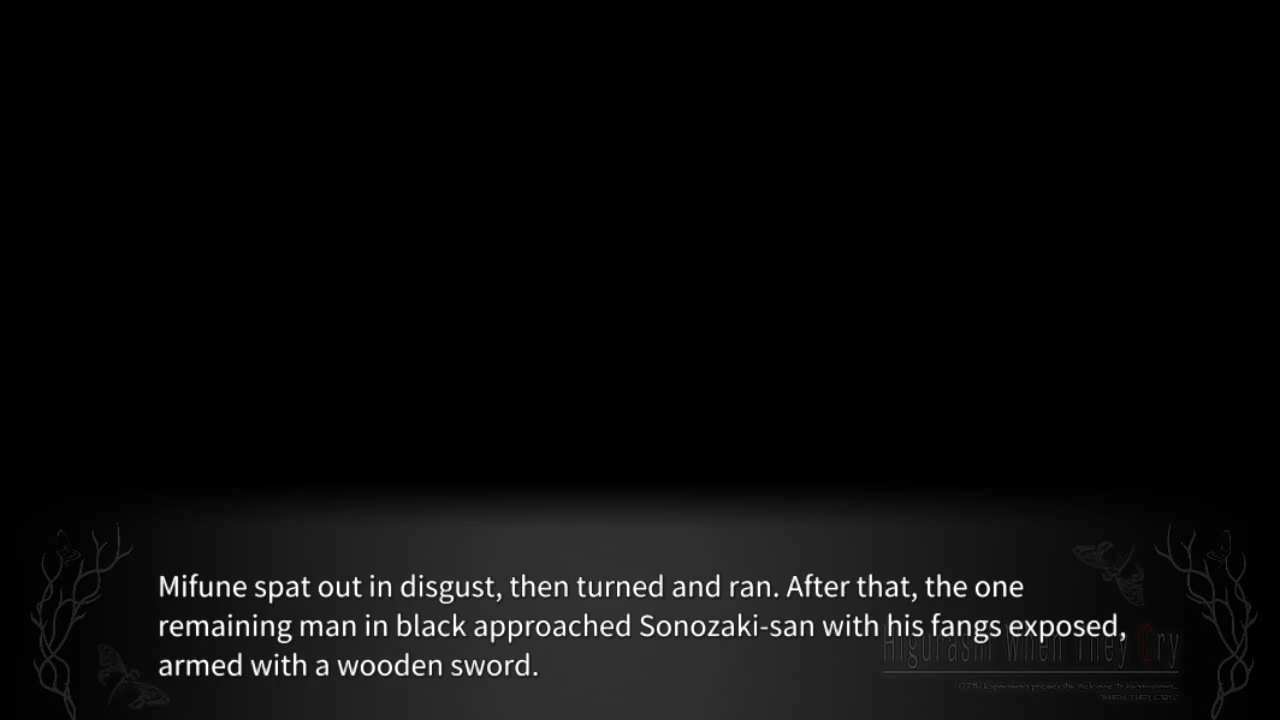 Mifune spat out in disgust, then turned and ran. After that, the one
remaining man in black approached Sonozaki-san with his fangs exposed,
armed with a wooden sword.
Higurashi When They Cry